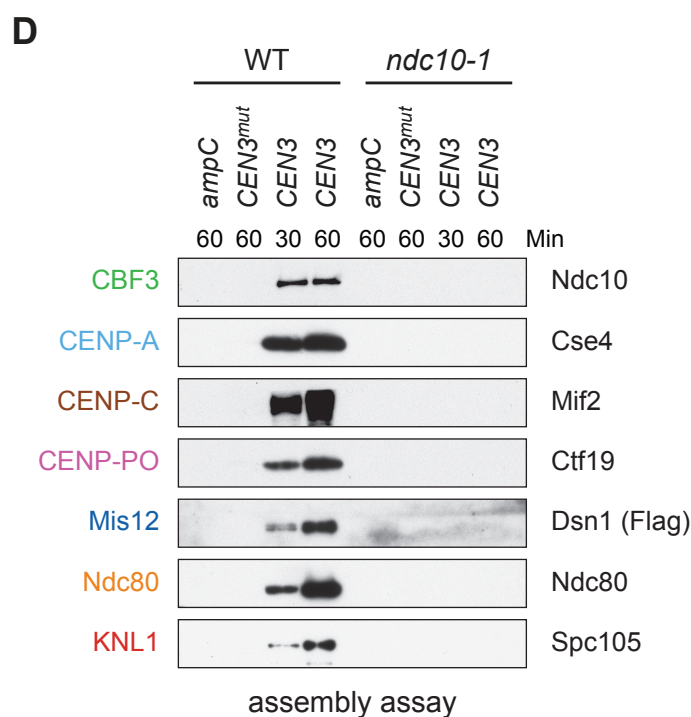 D
WT ndc10-1
ampC CEN3mut CEN3 CEN3 ampC CEN3mut CEN3 CEN3
60 60 30 60 60 60 30 60 Min
CBF3 Ndc10
CENP-A Cse4
CENP-C Mif2
CENP-PO Ctf19
Mis12 Dsn1 (Flag)
Ndc80 Ndc80
KNL1 Spc105
assembly assay